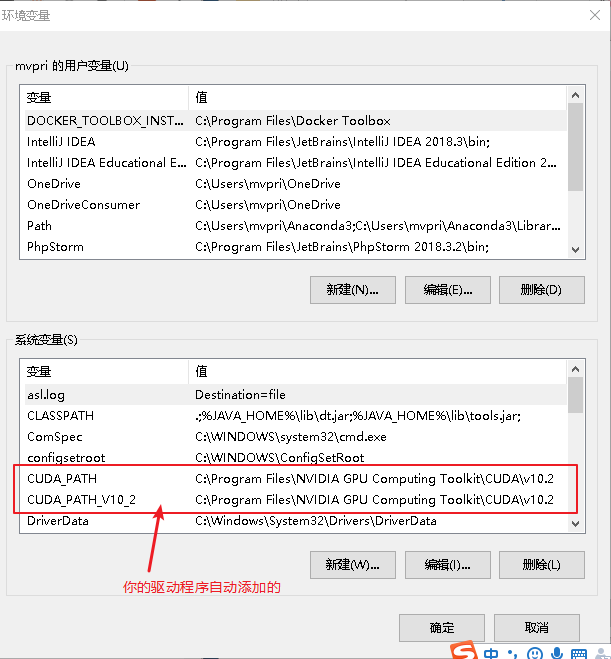 环境变量
mvpri 的用户变量(U)
变量 值
DOCKER_TOOLBOX_INST... C:\Program Files\Docker Toolbox
IntelliJ IDEA C:\Program Files\JetBrains\IntelliJ IDEA 2018.3\bin;
IntelliJ IDEA Educational E... C:\Program Files\JetBrains\IntelliJ IDEA Educational Edition 2...
OneDrive C:\Users\mvpri\OneDrive
OneDriveConsumer C:\Users\mvpri\OneDrive
Path C:\Users\mvpri\Anaconda3;C:\Users\mvpri\Anaconda3\Librar...
PhpStorm C:\Program Files\JetBrains\PhpStorm 2018.3.2\bin;
新建(N)... 编辑(E)... 删除(D)
系统变量(S)
变量 值
asl.log Destination=file
CLASSPATH .;%JAVA_HOME%\lib\dt.jar;%JAVA_HOME%\lib\tools.jar;
ComSpec C:\WINDOWS\system32\cmd.exe
configsetroot C:\WINDOWS\ConfigSetRoot
CUDA_PATH C:\Program Files\NVIDIA GPU Computing Toolkit\CUDA\v10.2
CUDA_PATH_V10_2 C:\Program Files\NVIDIA GPU Computing Toolkit\CUDA\v10.2
DriverData C:\Windows\System32\Drivers\DriverData
新建(W)... 编辑(I)... 删除(L)
你的驱动程序自动添加的
确定 取消
S 中